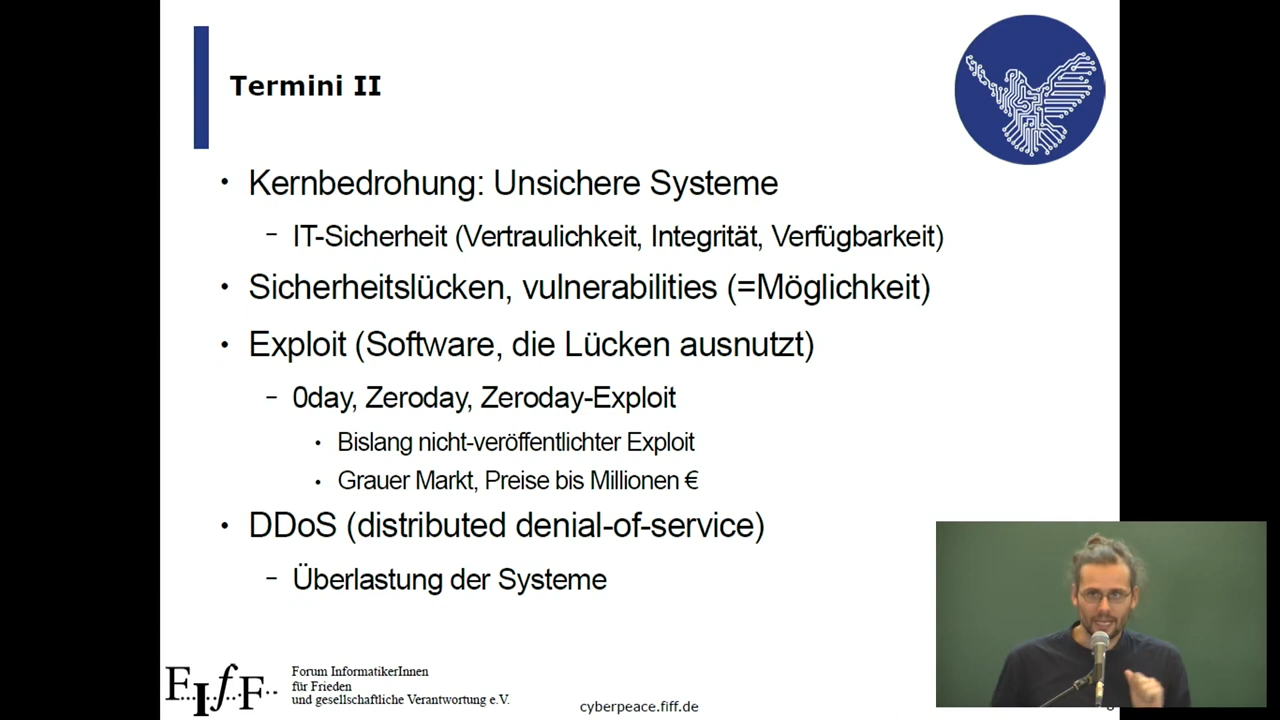 Termini II
• Kernbedrohung: Unsichere Systeme
– IT-Sicherheit (Vertraulichkeit, Integrität, Verfügbarkeit)
• Sicherheitslücken, vulnerabilities (=Möglichkeit)
• Exploit (Software, die Lücken ausnutzt)
– 0day, Zeroday, Zeroday-Exploit
• Bislang nicht-veröffentlichter Exploit
• Grauer Markt, Preise bis Millionen €
• DDoS (distributed denial-of-service)
– Überlastung der Systeme
FIfF
Forum InformatikerInnen
für Frieden
und gesellschaftliche Verantwortung e.V.
cyberpeace.fiff.de